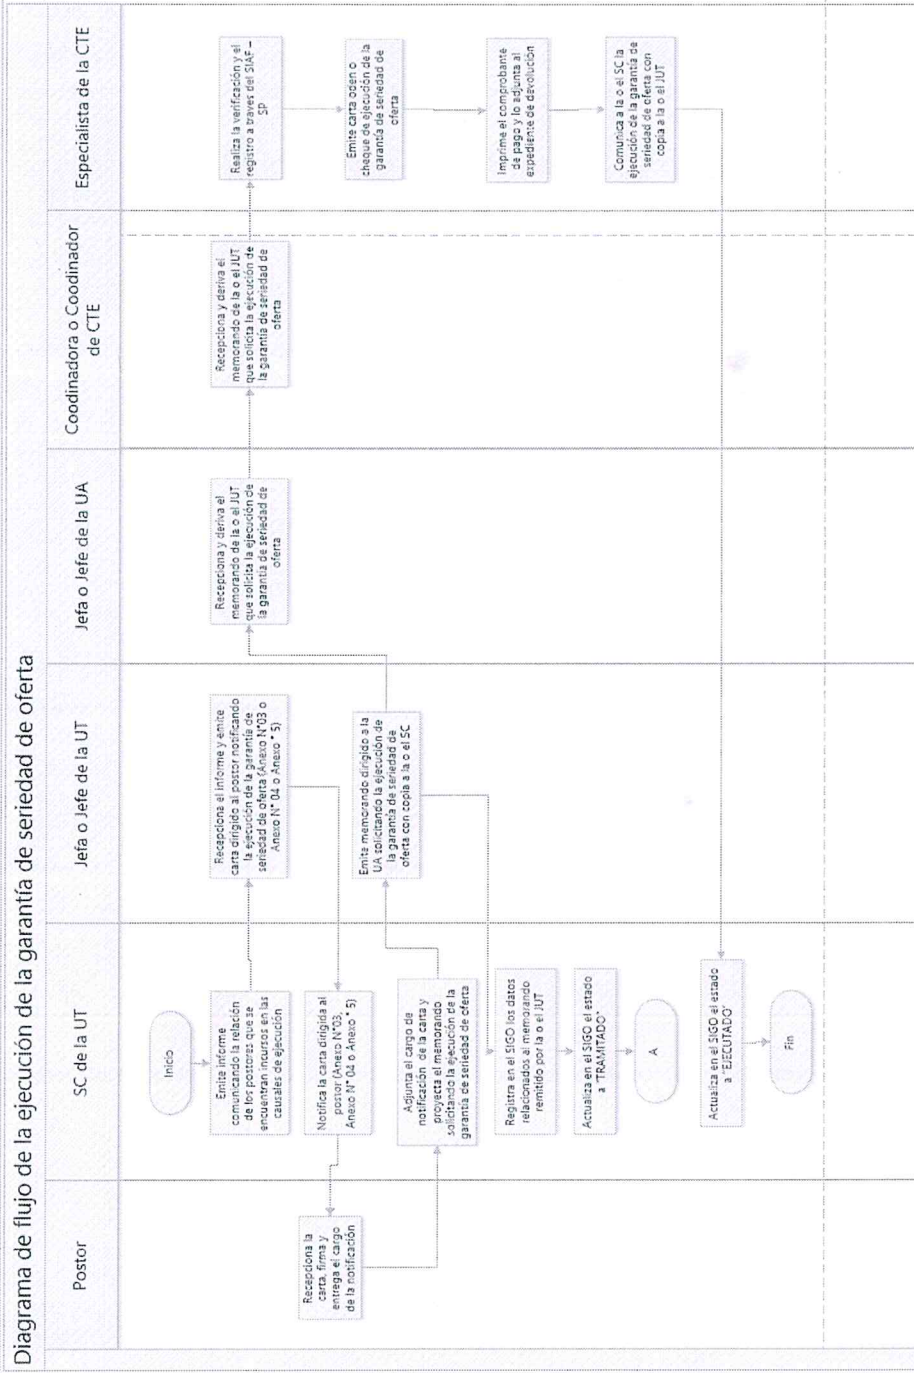 Diagrama de flujo de la ejecución de la garantía de seriedad de oferta
Postor
SC de la UT
Jefa o Jefe de la UT
Jefa o Jefe de la UA
Coodinadora o Coordinador
de CTE
Especialista de la CTE
Inicio
Emite informe
comunicando la relación
de los postores que se
encuentran incursos en las
causales de ejecución
Recepciona el informe y emite
carta dirigido al postor notificando
la ejecución de la garantía de
seriedad de oferta (Anexo N°03 o
Anexo N° 04 o Anexo ° 5)
Notifica la carta dirigida al
postor (Anexo N°03,
Anexo N° 04 o Anexo ° 5)
Recepciona la
carta, firma y
entrega el cargo
de la notificación
Adjunta el cargo de
notificación de la carta y
proyecta el memorando
solicitando la ejecución de la
garantía de seriedad de oferta
Emite memorando dirigido a la
UA solicitando la ejecución de
la garantía de seriedad de
oferta con copia a la o el SC
Recepciona y deriva el
memorando de la o el JUT
que solicita la ejecución de
la garantía de seriedad de
oferta
Recepciona y deriva el
memorando de la o el JUT
que solicita la ejecución de
la garantía de seriedad de
oferta
Realiza la verificación y el
registro a traves del SIAF –
SP
Emite carta oden o
cheque de ejecución de la
garantía de seriedad de
oferta
Imprime el comprobante
de pago y lo adjunta al
expediente de devolución
Comunica a la o el SC la
ejecución de la garantía de
seriedad de oferta con
copia a la o el JUT
Registra en el SIGO los datos
relacionados al memorando
remitido por la o el JUT
Actualiza en el SIGO el estado
a "TRAMITADO"
A
Actualiza en el SIGO el estado
a "EJECUTADO"
Fin